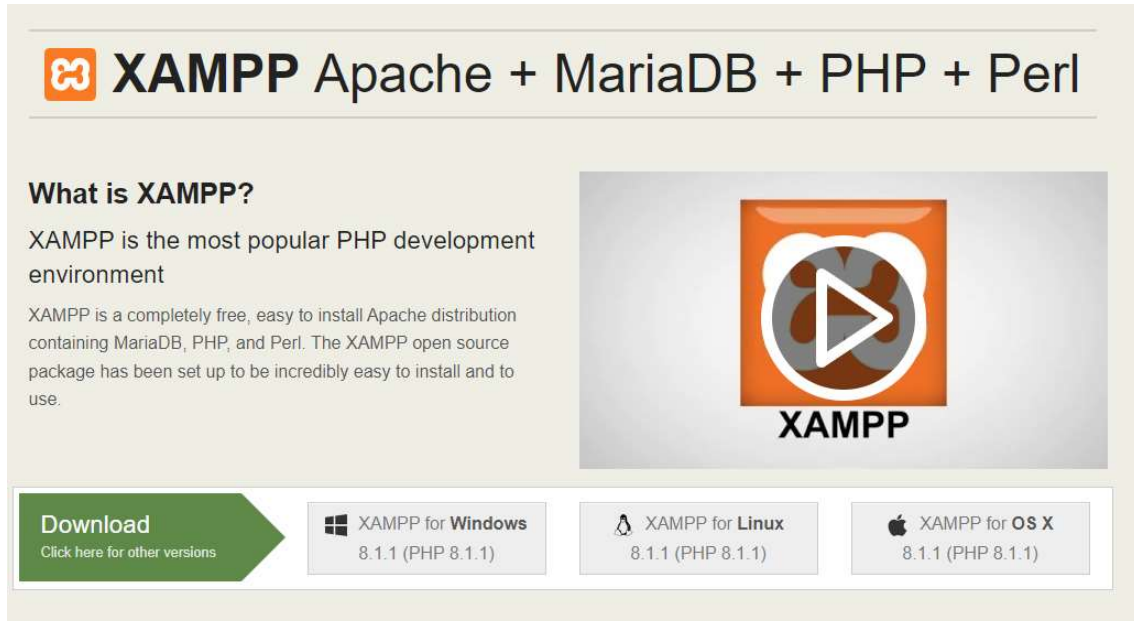 XAMPP Apache + MariaDB + PHP + Perl
What is XAMPP?
XAMPP is the most popular PHP development
environment
XAMPP is a completely free, easy to install Apache distribution
containing MariaDB, PHP, and Perl. The XAMPP open source
package has been set up to be incredibly easy to install and to
use.
XAMPP
Download
Click here for other versions
XAMPP for Windows
8.1.1 (PHP 8.1.1)
XAMPP for Linux
8.1.1 (PHP 8.1.1)
XAMPP for OS X
8.1.1 (PHP 8.1.1)